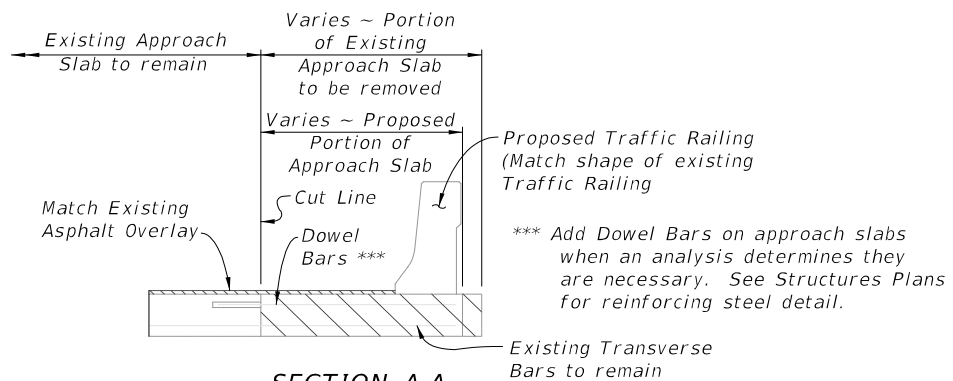 Existing Approach
Slab to remain
Varies ~ Portion
of Existing
Approach Slab
to be removed
Varies ~ Proposed
Portion of
Approach Slab
Proposed Traffic Railing
(Match shape of existing
Traffic Railing
Cut Line
Match Existing
Asphalt Overlay
Dowel
Bars ***
*** Add Dowel Bars on approach slabs
when an analysis determines they
are necessary. See Structures Plans
for reinforcing steel detail.
Existing Transverse
Bars to remain
SECTION A-A